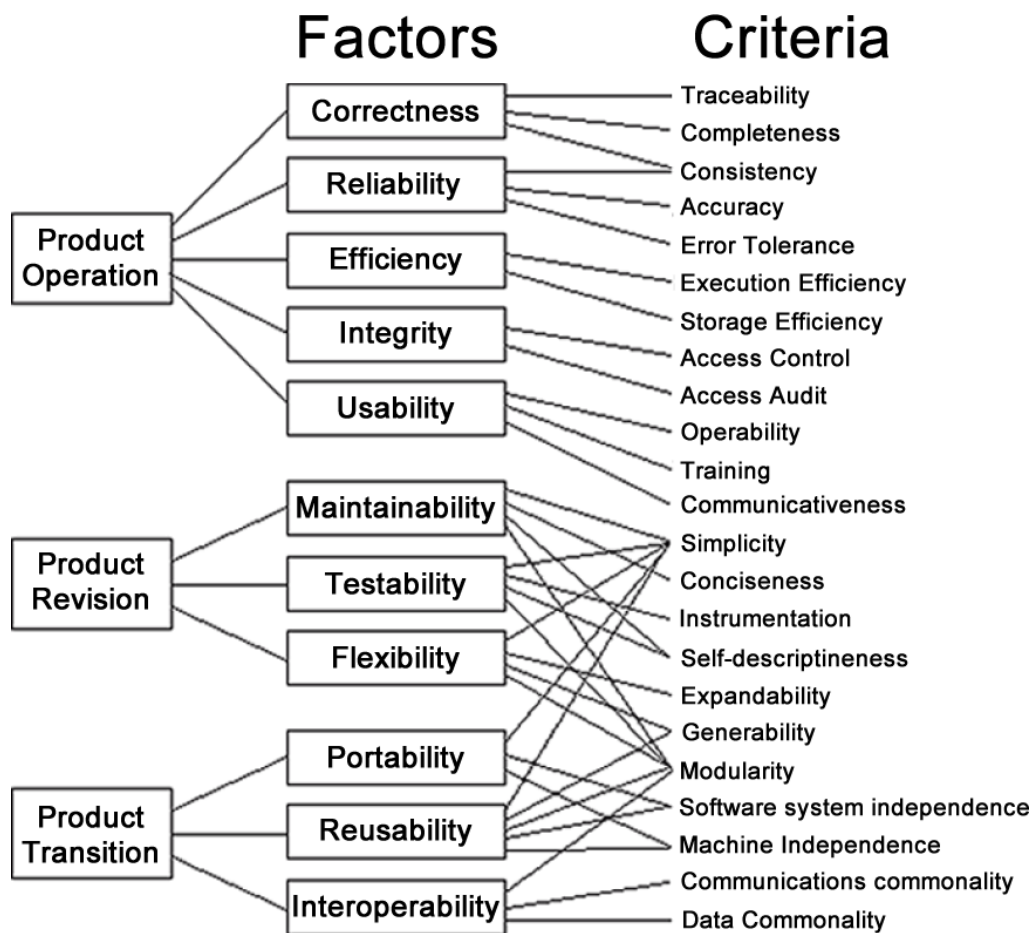 Factors
Criteria
Product
Operation
Correctness
Reliability
Efficiency
Integrity
Usability
Product
Revision
Maintainability
Testability
Flexibility
Product
Transition
Portability
Reusability
Interoperability
Traceability
Completeness
Consistency
Accuracy
Error Tolerance
Execution Efficiency
Storage Efficiency
Access Control
Access Audit
Operability
Training
Communicativeness
Simplicity
Conciseness
Instrumentation
Self-descriptineness
Expandability
Generability
Modularity
Software system independence
Machine Independence
Communications commonality
Data Commonality